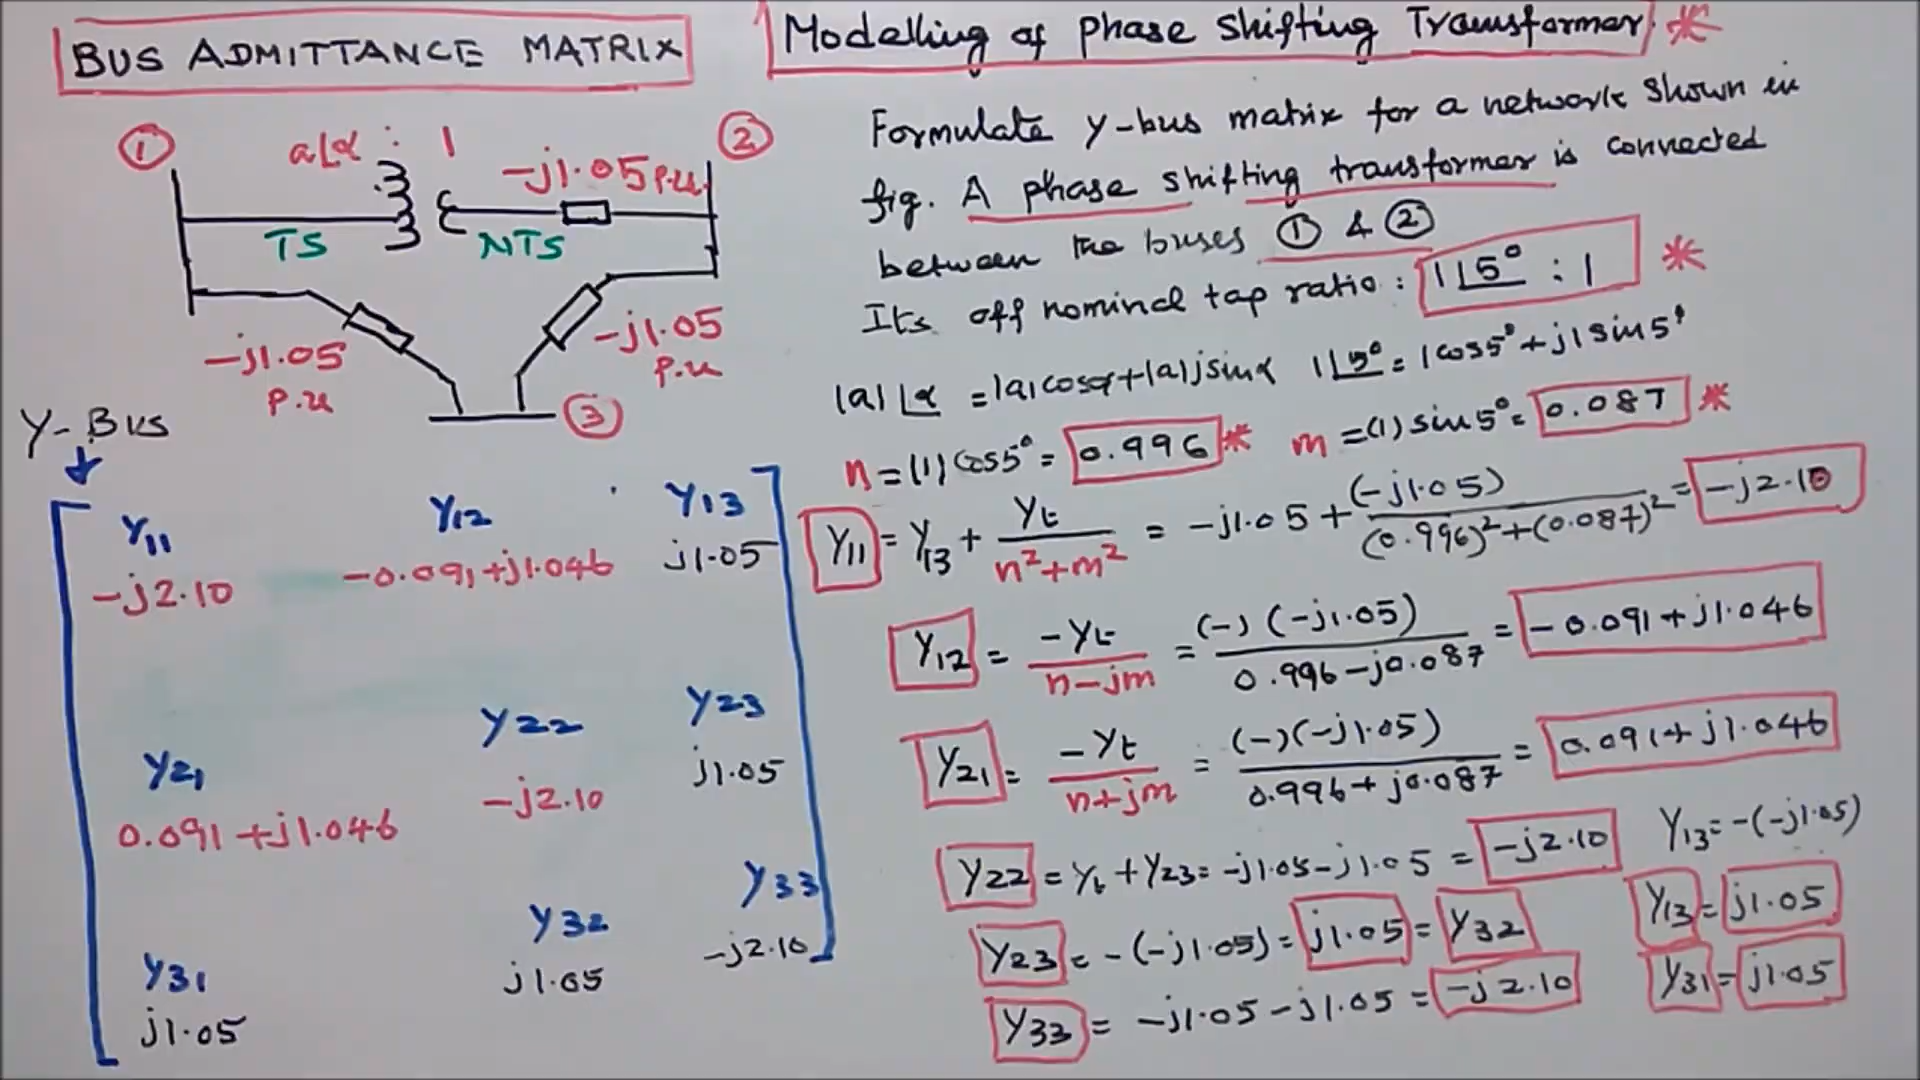 BUS ADMITTANCE MATRIX
Modelling of Phase Shifting Transformer *
① a∠α : 1 ②
-j1.05 p.u
TS NTS
-j1.05
p.u
-j1.05
p.u
③
Formulate Y-bus matrix for a network shown in
fig. A phase shifting transformer is connected
between the buses ① & ②
Its off nominal tap ratio : 1∠5° : 1 *
|a|∠α = |a|cosα+|a|jsinα 1∠5° = 1cos5°+j1sin5°
n = (1)cos5° = 0.996 * m = (1)sin5° = 0.087 *
Y-Bus
Y11 Y12 Y13
-j2.10 -0.091+j1.046 j1.05
Y21 Y22 Y23
0.091+j1.046 -j2.10 j1.05
Y31 Y32 Y33
j1.05 j1.05 -j2.10
Y11 = Y13 + Yt/(n²+m²) = -j1.05 + (-j1.05)/((0.996)²+(0.087)²) = -j2.10
Y12 = -Yt/(n-jm) = (-)(-j1.05)/(0.996-j0.087) = -0.091+j1.046
Y21 = -Yt/(n+jm) = (-)(-j1.05)/(0.996+j0.087) = 0.091+j1.046
Y22 = Yt+Y23 = -j1.05-j1.05 = -j2.10
Y13 = -(-j1.05)
Y23 = -(-j1.05) = j1.05 = Y32
Y13 = j1.05
Y33 = -j1.05-j1.05 = -j2.10
Y31 = j1.05